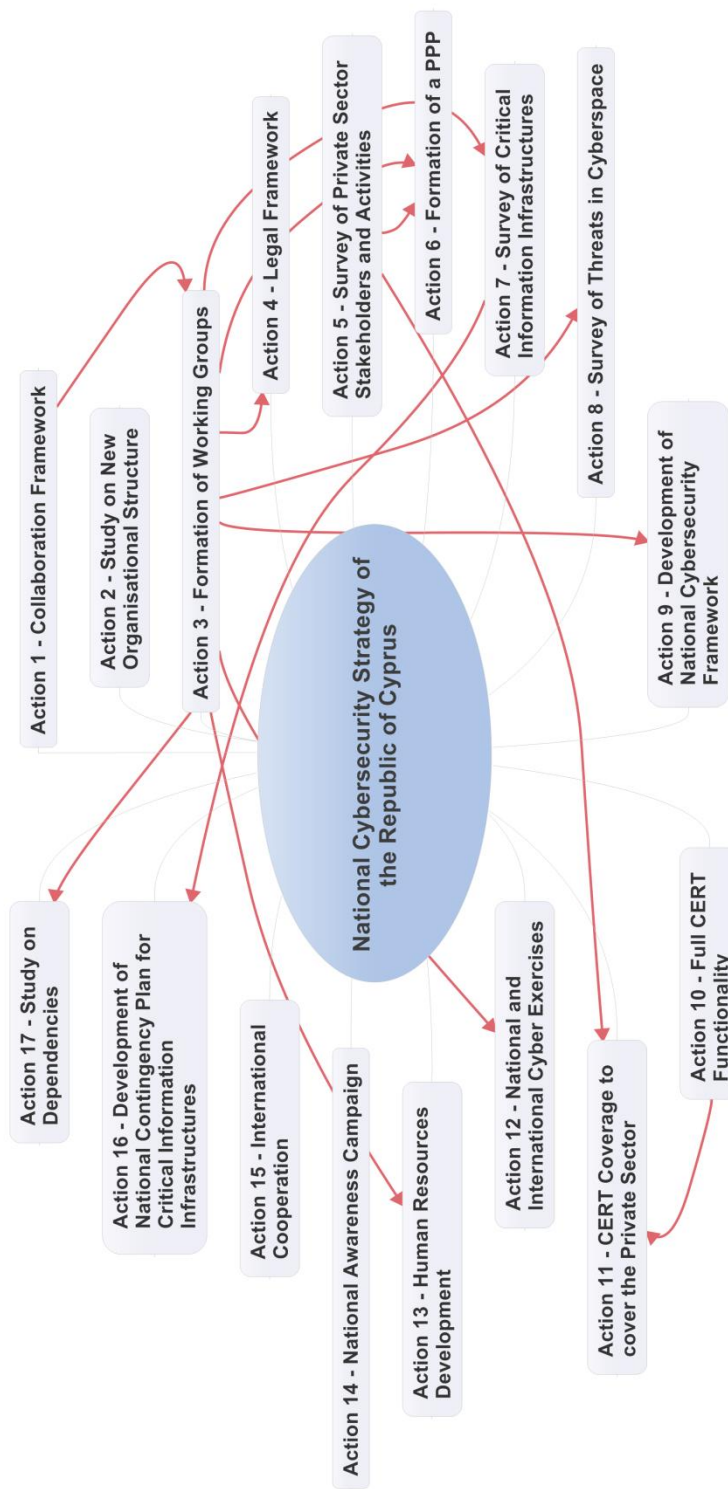 National Cybersecurity Strategy of
the Republic of Cyprus
Action 1 - Collaboration Framework
Action 2 - Study on New
Organisational Structure
Action 3 - Formation of Working Groups
Action 4 - Legal Framework
Action 5 - Survey of Private Sector
Stakeholders and Activities
Action 6 - Formation of a PPP
Action 7 - Survey of Critical
Information Infrastructures
Action 8 - Survey of Threats in Cyberspace
Action 9 - Development of
National Cybersecurity
Framework
Action 10 - Full CERT
Functionality
Action 11 - CERT Coverage to
cover the Private Sector
Action 12 - National and
International Cyber Exercises
Action 13 - Human Resources
Development
Action 14 - National Awareness Campaign
Action 15 - International
Cooperation
Action 16 - Development of
National Contingency Plan for
Critical Information
Infrastructures
Action 17 - Study on
Dependencies